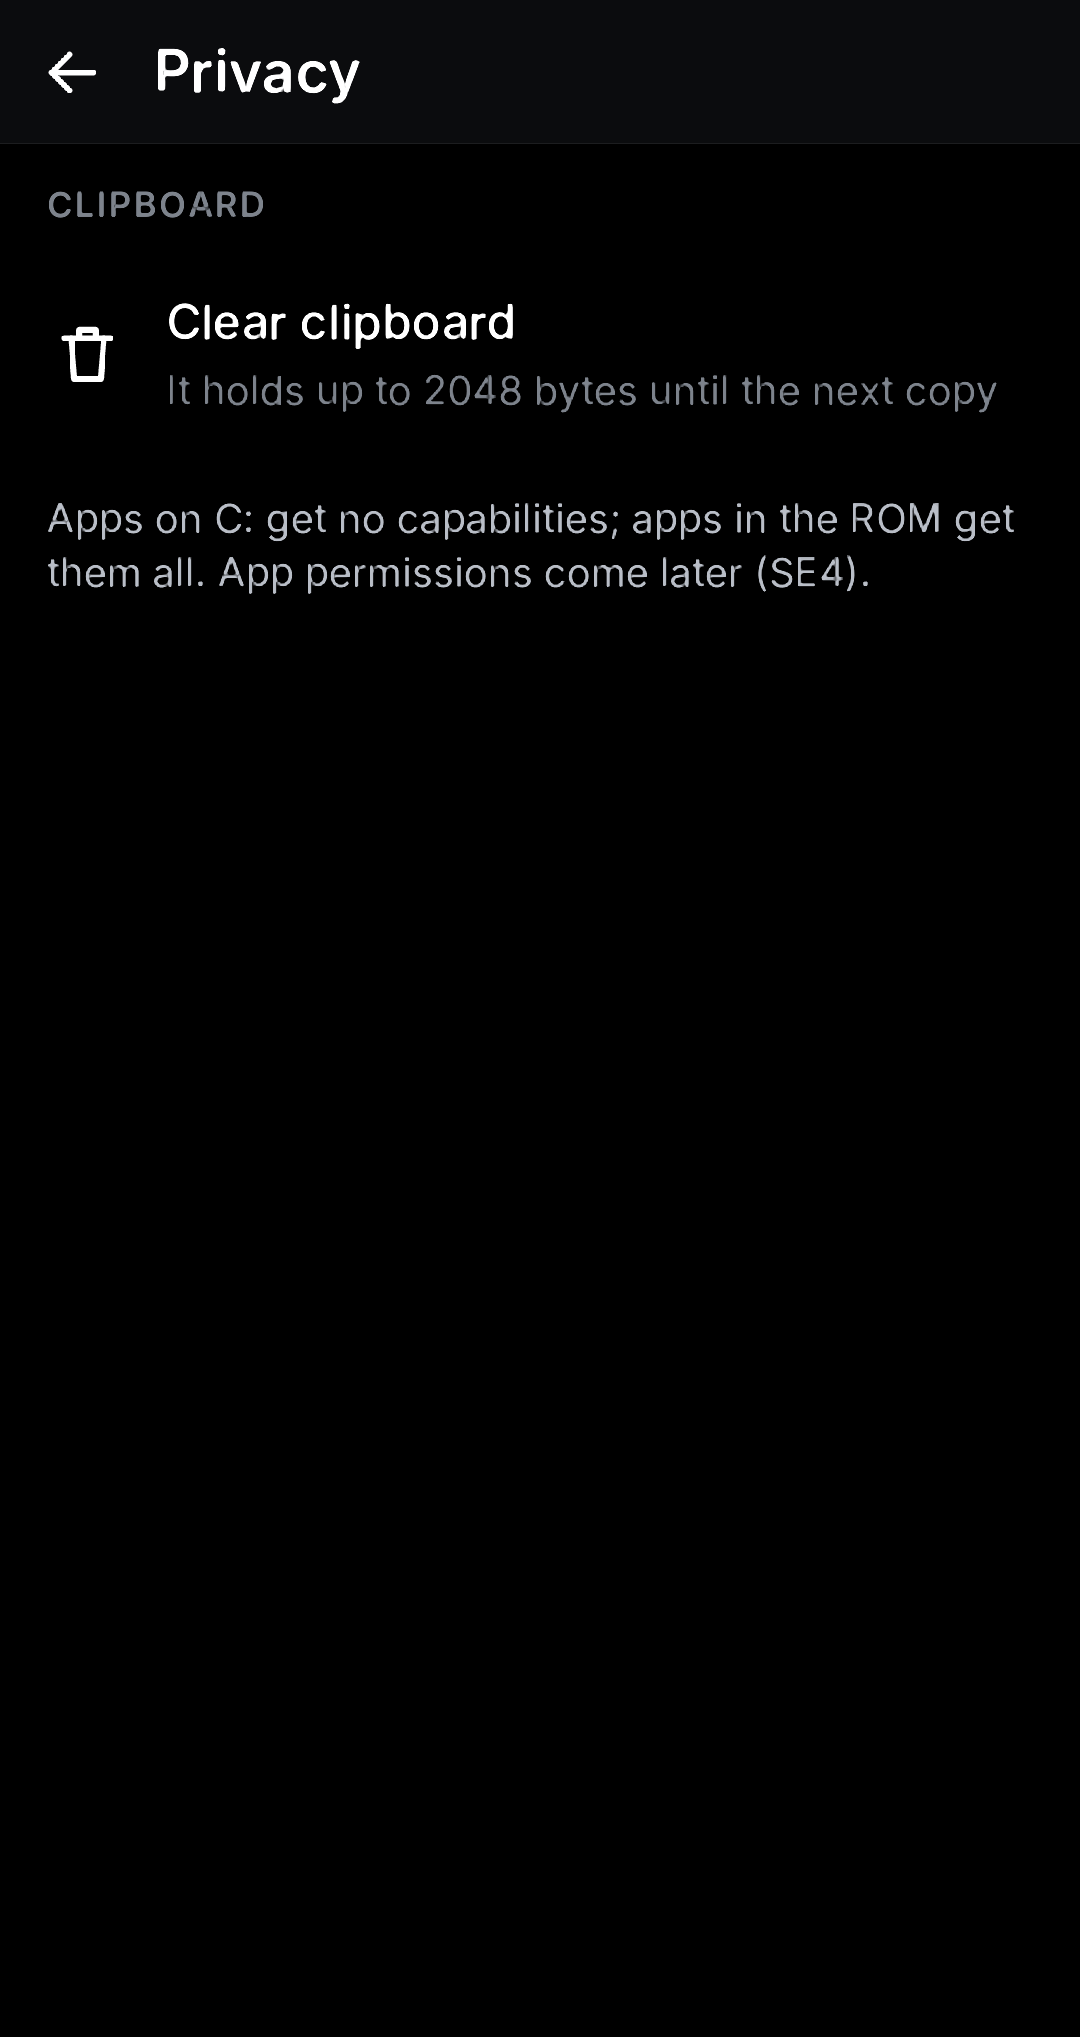 Privacy
CLIPBOARD
Clear clipboard
It holds up to 2048 bytes until the next copy
Apps on C: get no capabilities; apps in the ROM get
them all. App permissions come later (SE4).